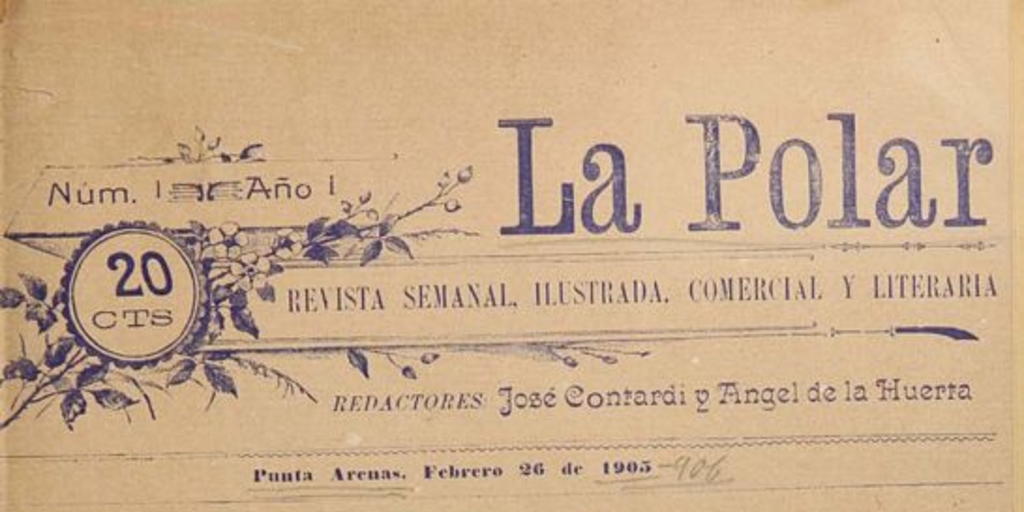 La Polar
Núm. 1 Año 1
20
CTS
REVISTA SEMANAL, ILUSTRADA, COMERCIAL Y LITERARIA
REDACTORES: José Contardi y Angel de la Huerta
Punta Arenas, Febrero 26 de 1905 -906